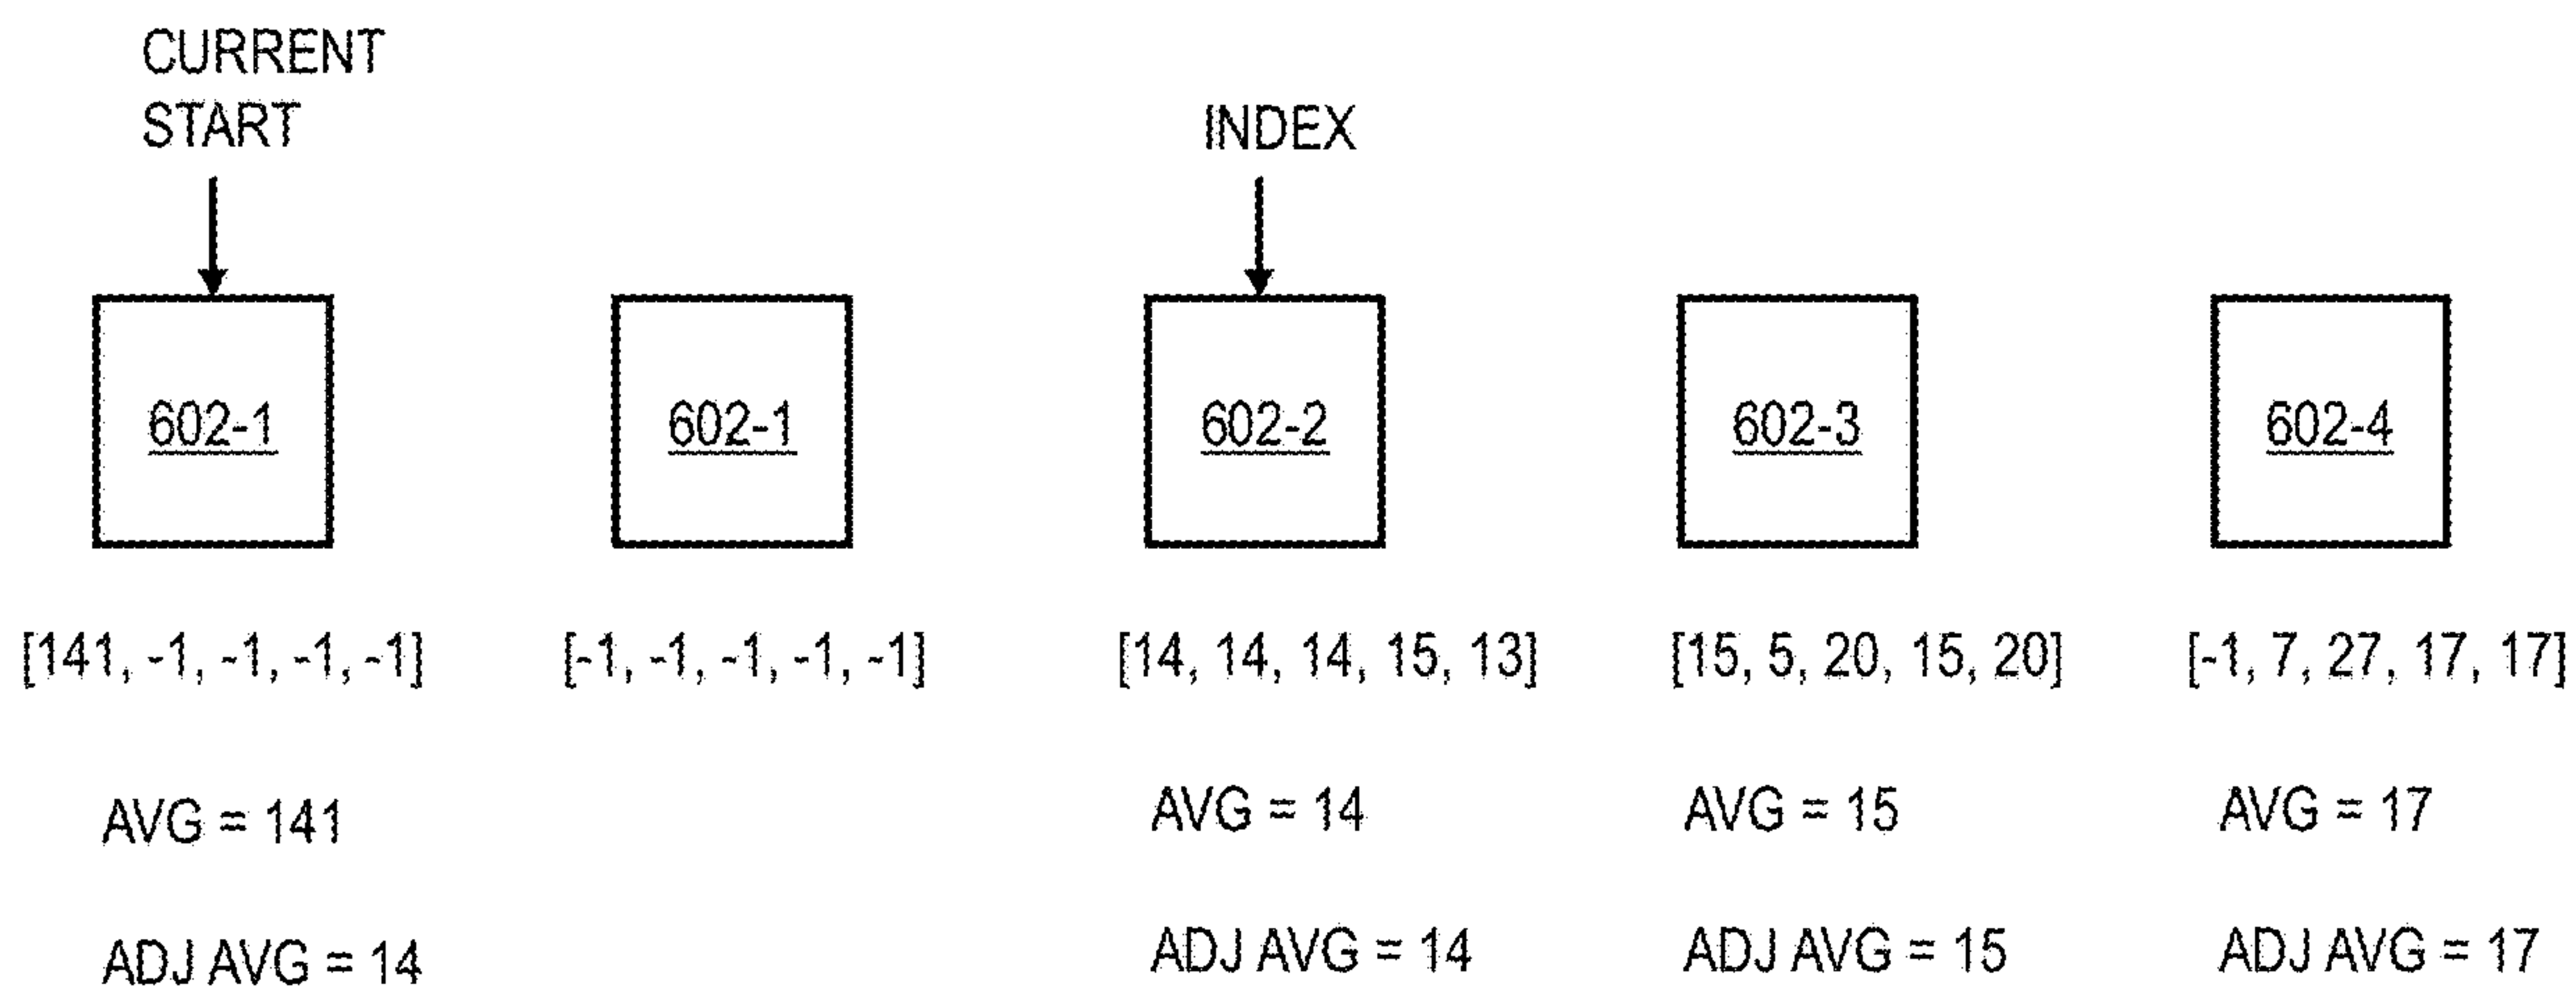 CURRENT
START
INDEX
602-1
602-1
602-2
602-3
602-4
[141, -1, -1, -1, -1]
[-1, -1, -1, -1, -1]
[14, 14, 14, 15, 13]
[15, 5, 20, 15, 20]
[-1, 7, 27, 17, 17]
AVG = 141
AVG = 14
AVG = 15
AVG = 17
ADJ AVG = 14
ADJ AVG = 14
ADJ AVG = 15
ADJ AVG = 17